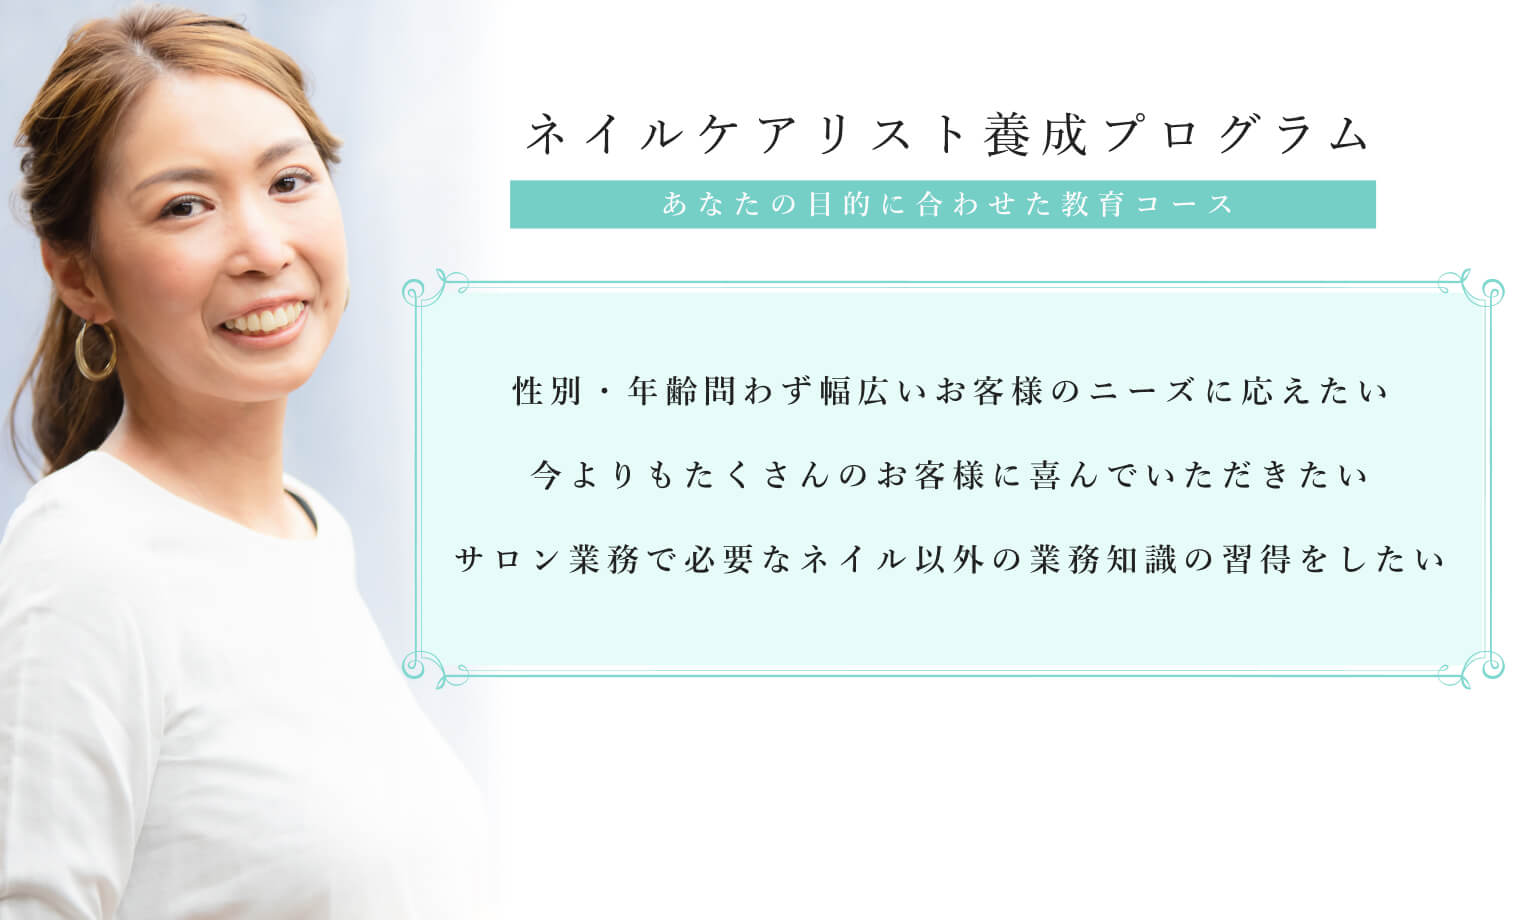 ネイルケアリスト養成プログラム
あなたの目的に合わせた教育コース
性別・年齢問わず幅広いお客様のニーズに応えたい
今よりもたくさんのお客様に喜んでいただきたい
サロン業務で必要なネイル以外の業務知識の習得をしたい